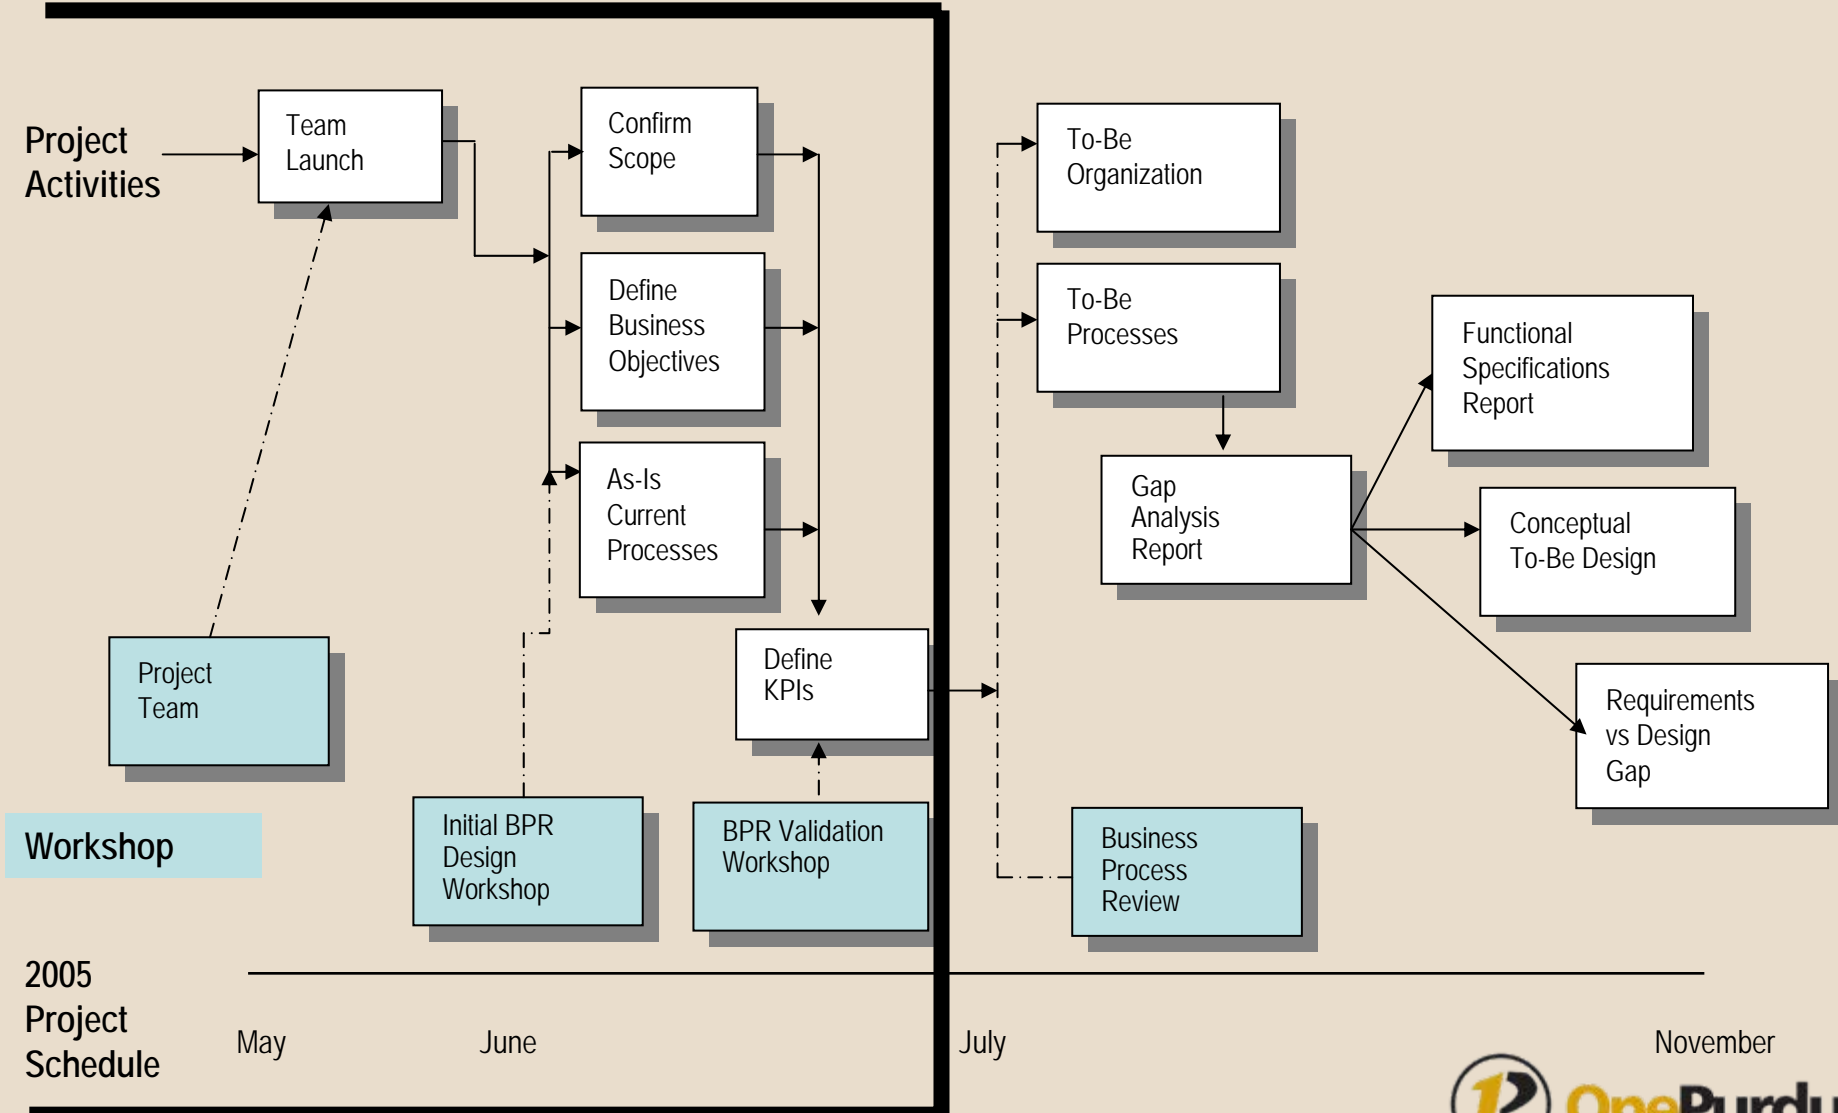 Project
Activities
Team
Launch
Confirm
Scope
Define
Business
Objectives
As-Is
Current
Processes
Define
KPIs
To-Be
Organization
To-Be
Processes
Gap
Analysis
Report
Functional
Specifications
Report
Conceptual
To-Be Design
Requirements
vs Design
Gap
Project
Team
Workshop
Initial BPR
Design
Workshop
BPR Validation
Workshop
Business
Process
Review
2005
Project
Schedule
May
June
July
November
OnePurdu